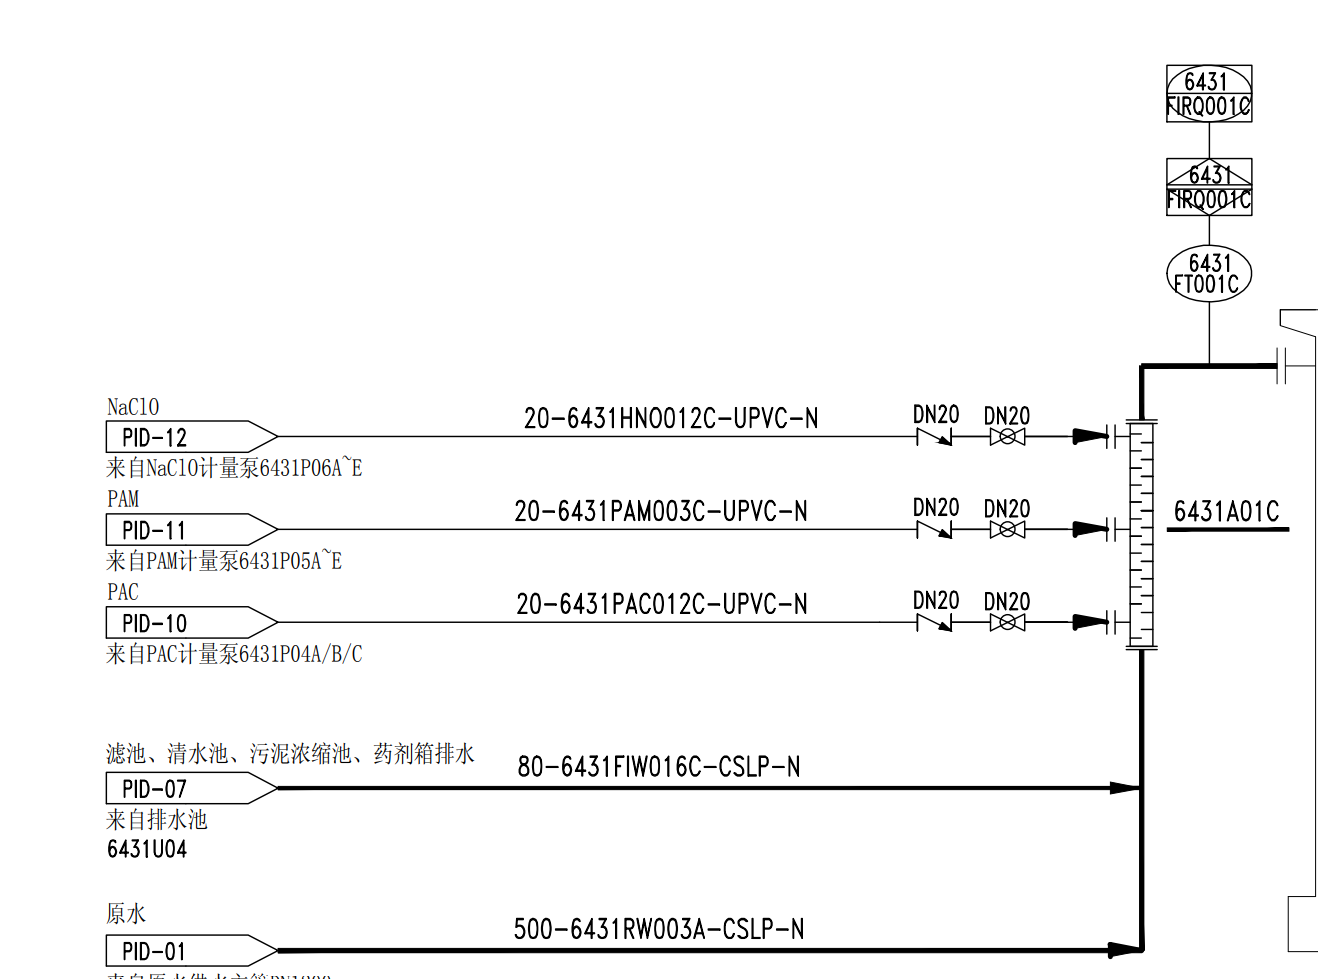 6431
FIRQ001C
6431
FIRQ001C
6431
FT001C
NaClO
PID-12
20-6431HNO012C-UPVC-N
DN20
DN20
来自NaClO计量泵6431P06A~E
PAM
PID-11
20-6431PAM003C-UPVC-N
DN20
DN20
6431A01C
来自PAM计量泵6431P05A~E
PAC
PID-10
20-6431PAC012C-UPVC-N
DN20
DN20
来自PAC计量泵6431P04A/B/C
滤池、清水池、污泥浓缩池、药剂箱排水
PID-07
80-6431FIW016C-CSLP-N
来自排水池
6431U04
原水
PID-01
500-6431RW003A-CSLP-N